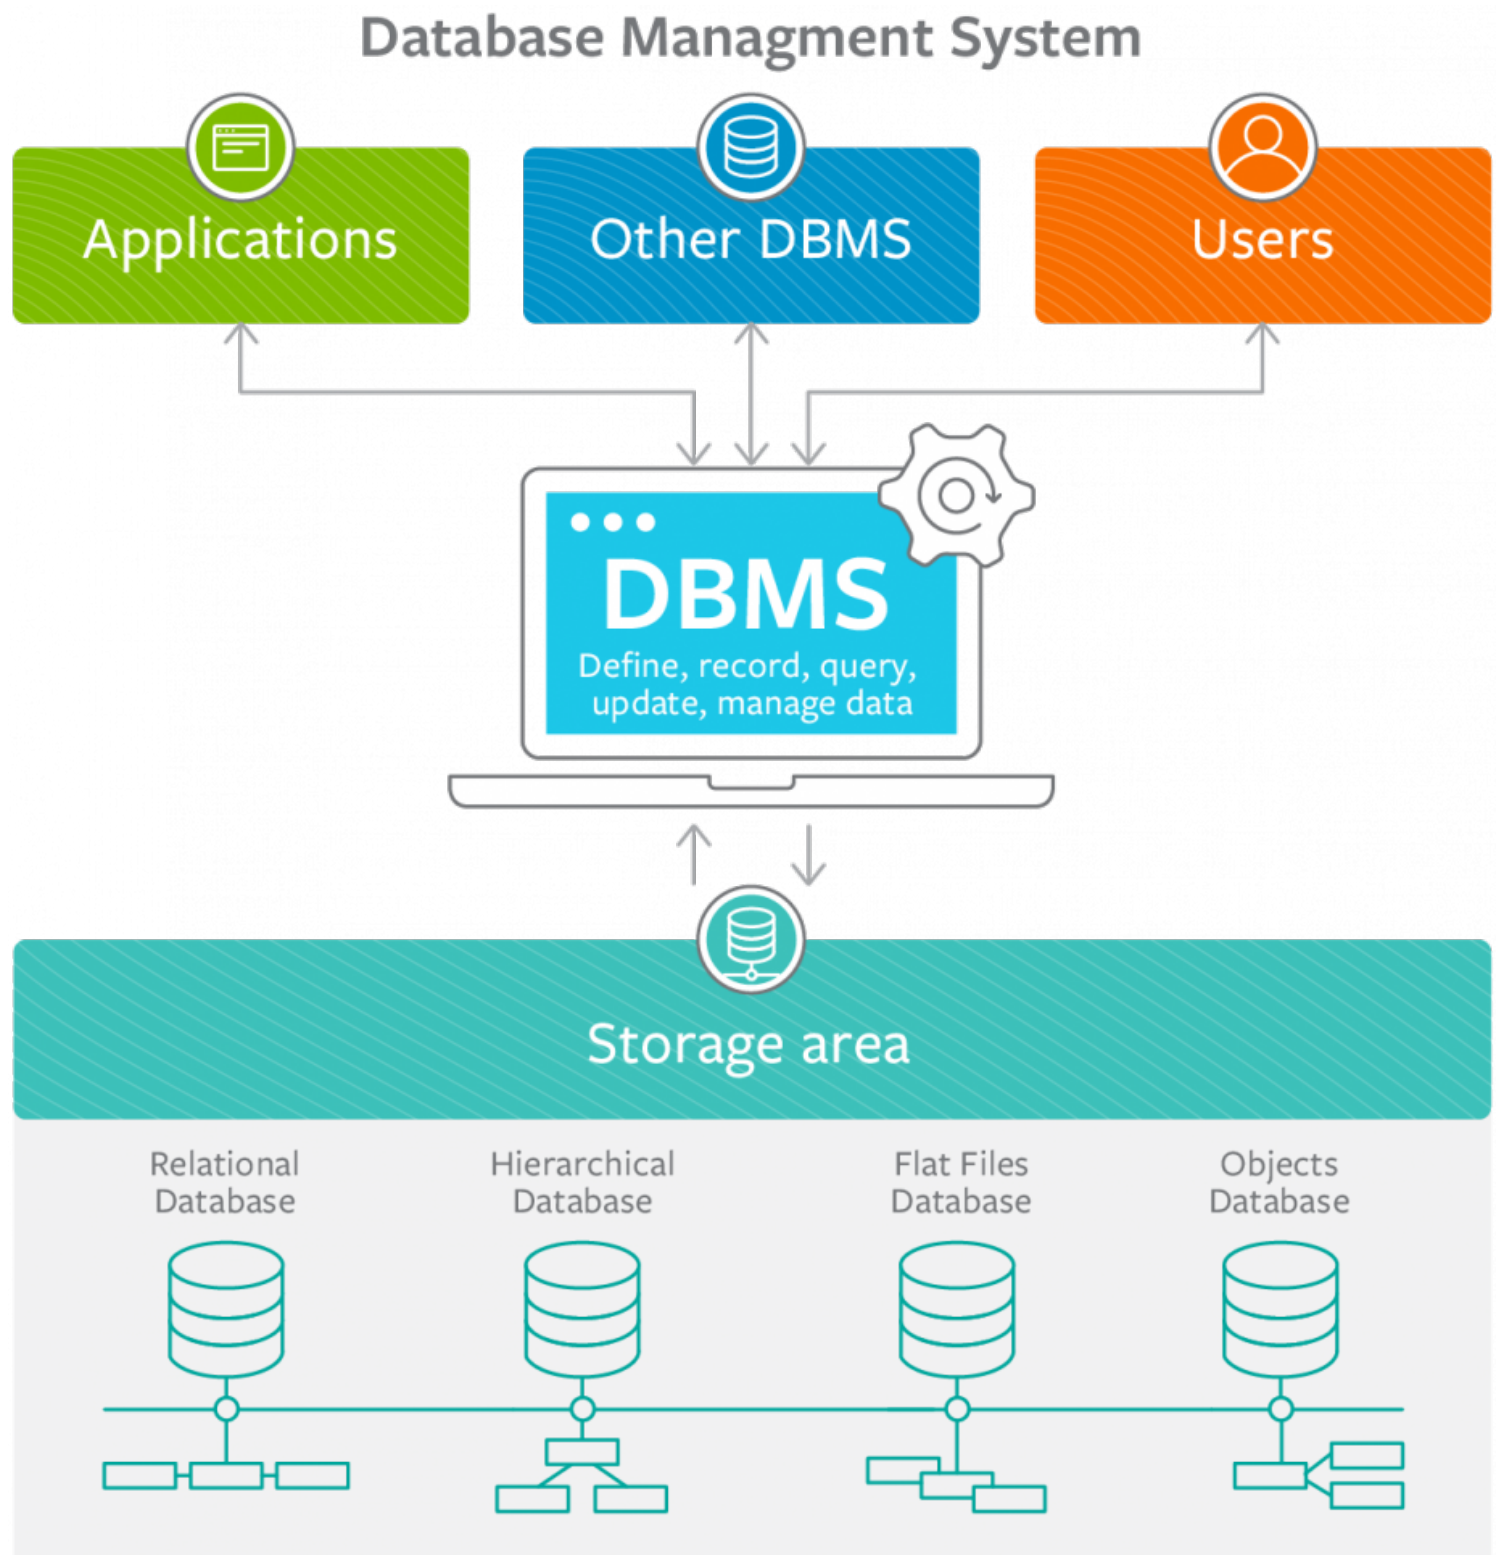 Database Managment System
Applications
Other DBMS
Users
DBMS
Define, record, query,
update, manage data
Storage area
Relational
Database
Hierarchical
Database
Flat Files
Database
Objects
Database